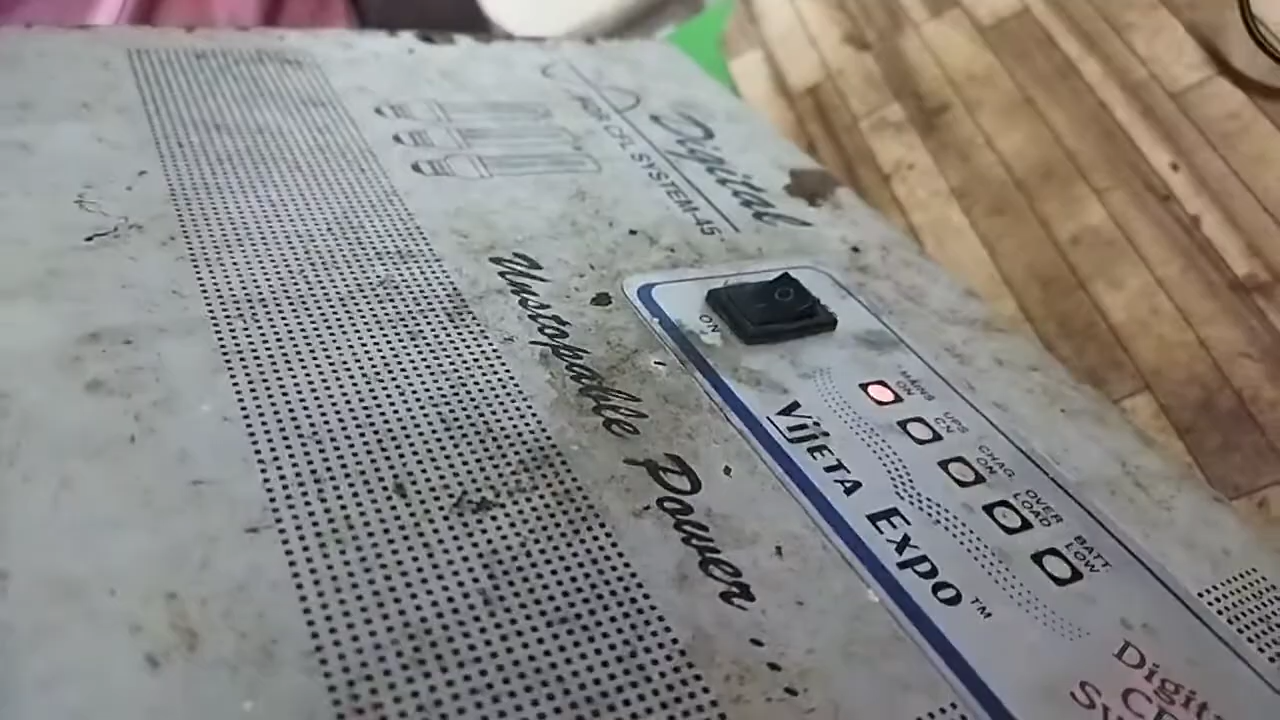 Digital
FOR CFL SYSTEM-45
Unstopable Power...
ON
MAINS ON
UPS ON
CHAG. ON
OVER LOAD
BATT. LOW
VIJETA EXPO™